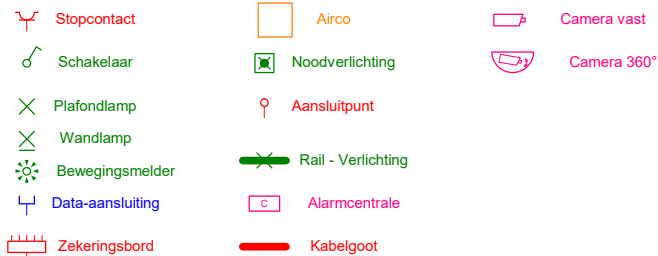 Stopcontact
Schakelaar
Plafondlamp
Wandlamp
Bewegingsmelder
Data-aansluiting
Zekeringsbord
Airco
Noodverlichting
Aansluitpunt
Rail - Verlichting
C
Alarmcentrale
Kabelgoot
Camera vast
Camera 360°